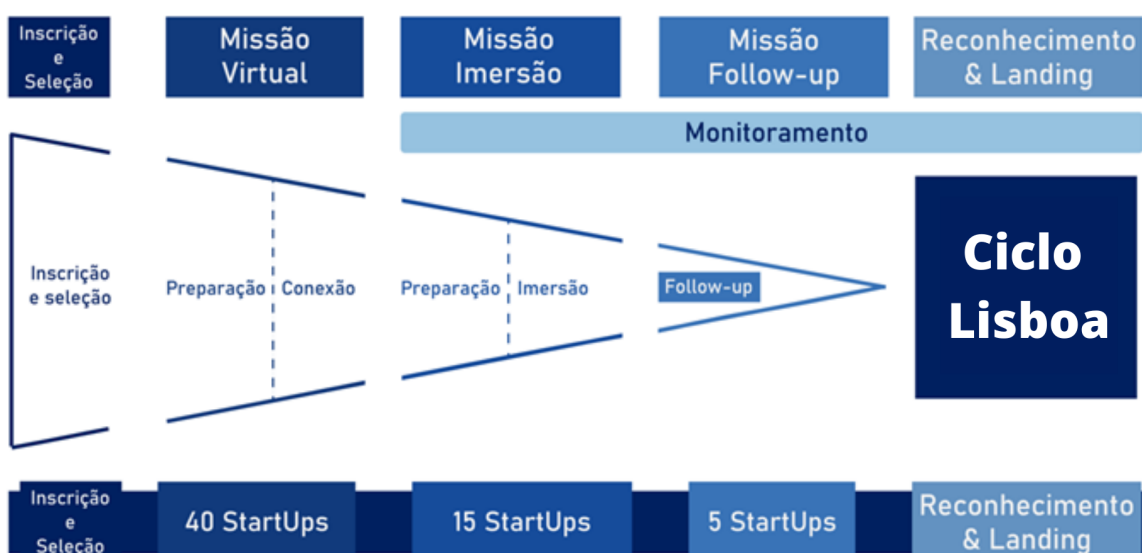 Inscrição
e
Seleção
Missão
Virtual
Missão
Imersão
Missão
Follow-up
Reconhecimento
& Landing
Monitoramento
Inscrição
e seleção
Preparação
Conexão
Preparação
Imersão
Follow-up
Ciclo
Lisboa
Inscrição
e
Seleção
40 StartUps
15 StartUps
5 StartUps
Reconhecimento
& Landing